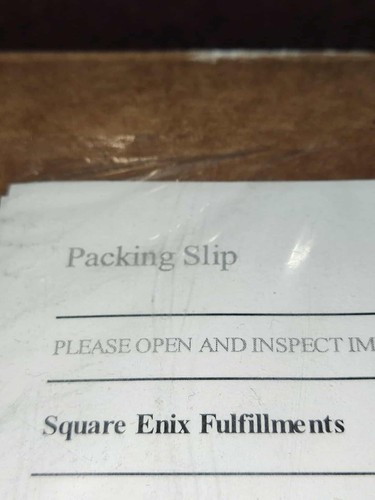 Packing Slip
PLEASE OPEN AND INSPECT
Square Enix Fulfillments